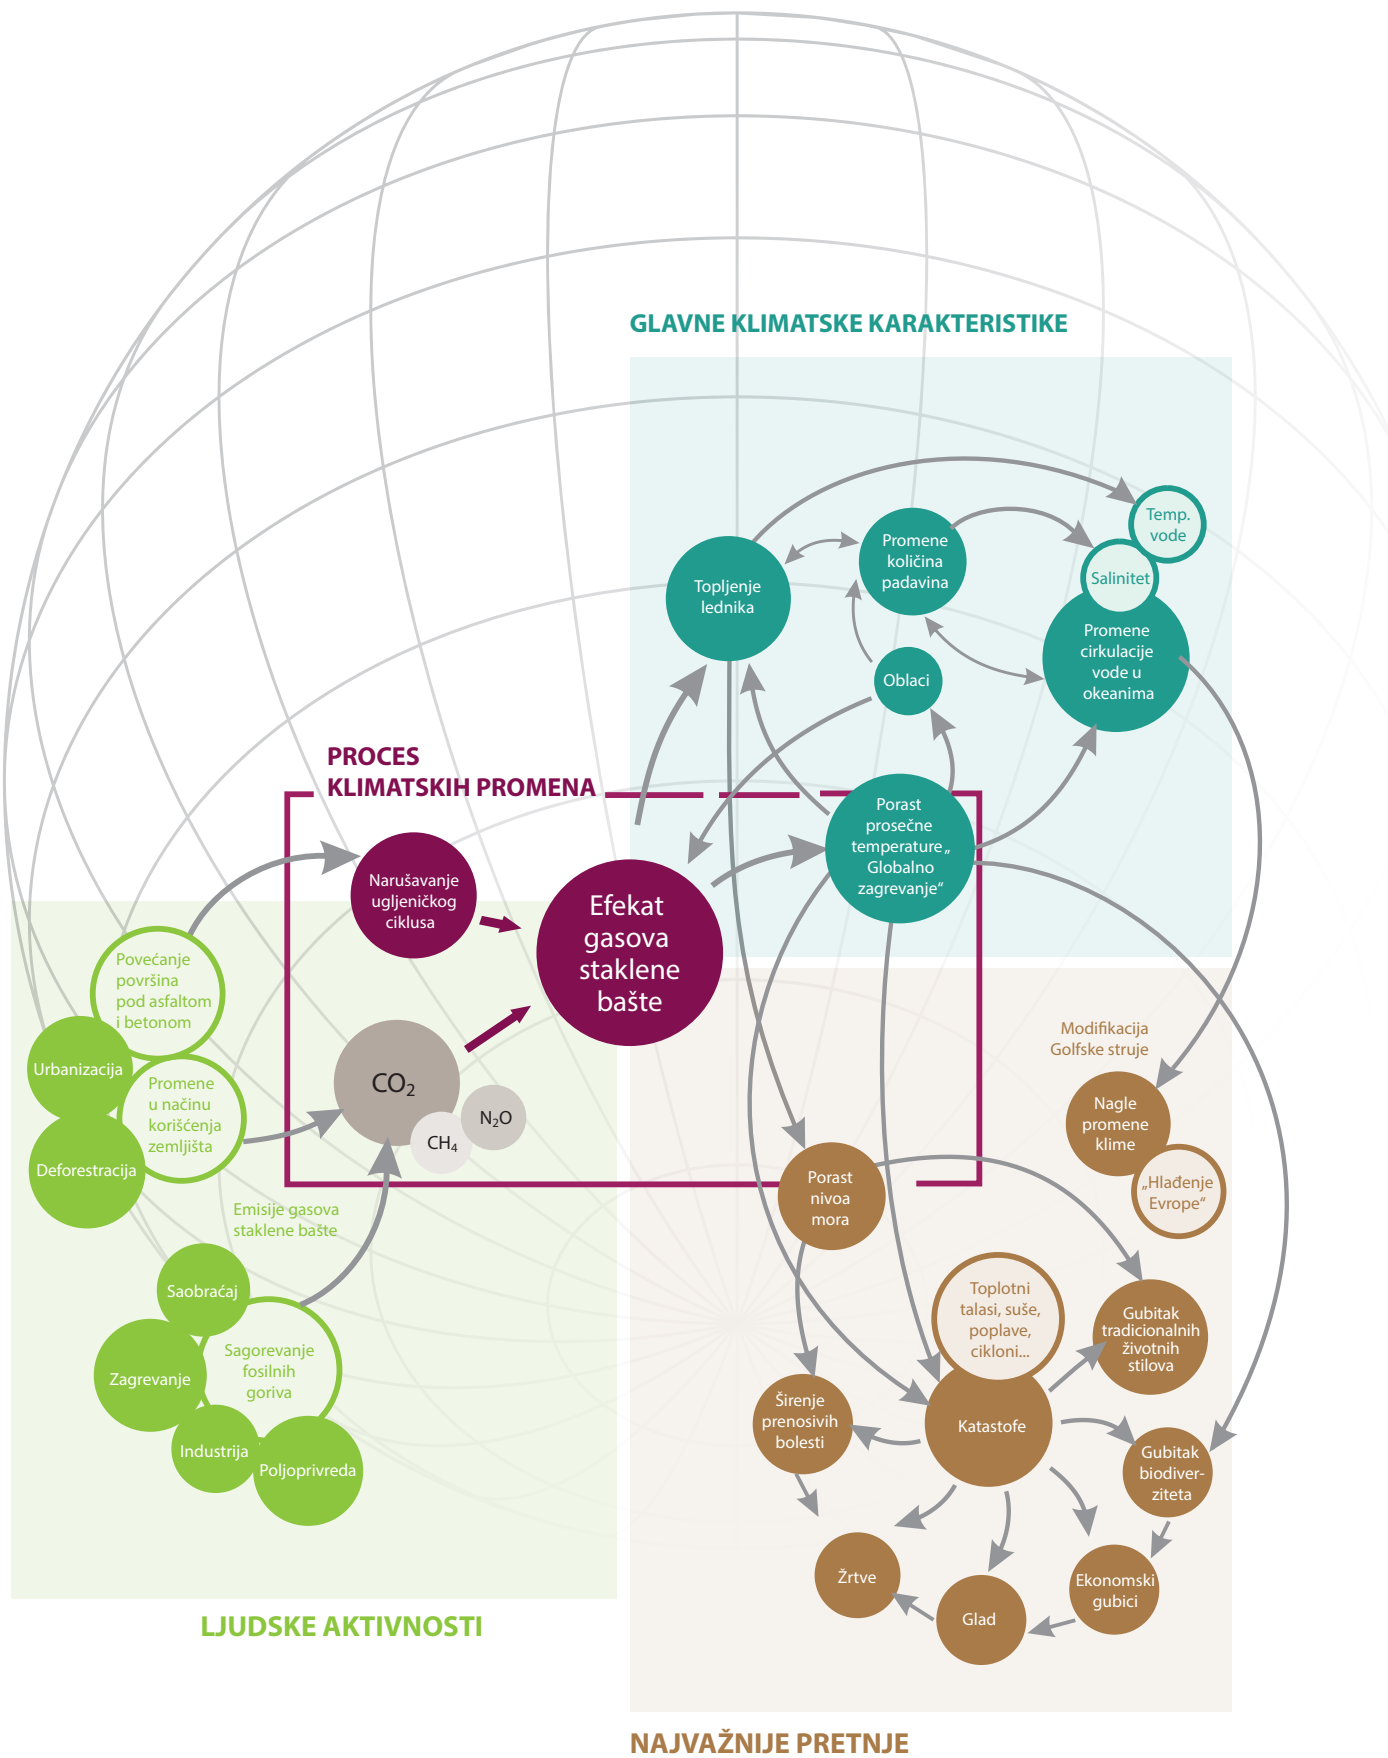 GLAVNE KLIMATSKE KARAKTERISTIKE
Temp.
vode
Salinitet
Promene
količina
padavina
Topljenje
lednika
Promene
cirkulacije
vode u
okeanima
Oblaci
PROCES
KLIMATSKIH PROMENA
Porast
prosečne
temperature„
Globalno
zagrevanje“
Narušavanje
ugljeničkog
ciklusa
Efekat
gasova
staklene
bašte
Povećanje
površina
pod asfaltom
i betonom
Urbanizacija
Promene
u načinu
korišćenja
zemljišta
Deforestracija
CO₂
CH₄
N₂O
Emisije gasova
staklene bašte
Saobraćaj
Sagorevanje
fosilnih
goriva
Zagrevanje
Industrija
Poljoprivreda
LJUDSKE AKTIVNOSTI
Modifikacija
Golfske struje
Nagle
promene
klime
„Hlađenje
Evrope“
Porast
nivoa
mora
Toplotni
talasi, suše,
poplave,
cikloni...
Gubitak
tradicionalnih
životnih
stilova
Širenje
prenosivih
bolesti
Katastofe
Gubitak
biodiver-
ziteta
Žrtve
Glad
Ekonomski
gubici
NAJVAŽNIJE PRETNJE